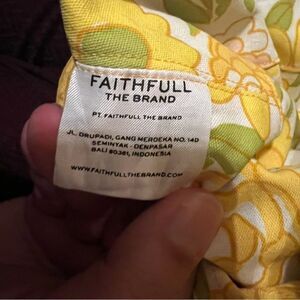 FAITHFULL
THE BRAND
PT. FAITHFULL THE BRAND
JL. DRUPADI, GANG MERDEKA NO. 14D
SEMINYAK - DENPASAR
BALI 80361, INDONESIA
WWW.FAITHFULLTHEBRAND.COM